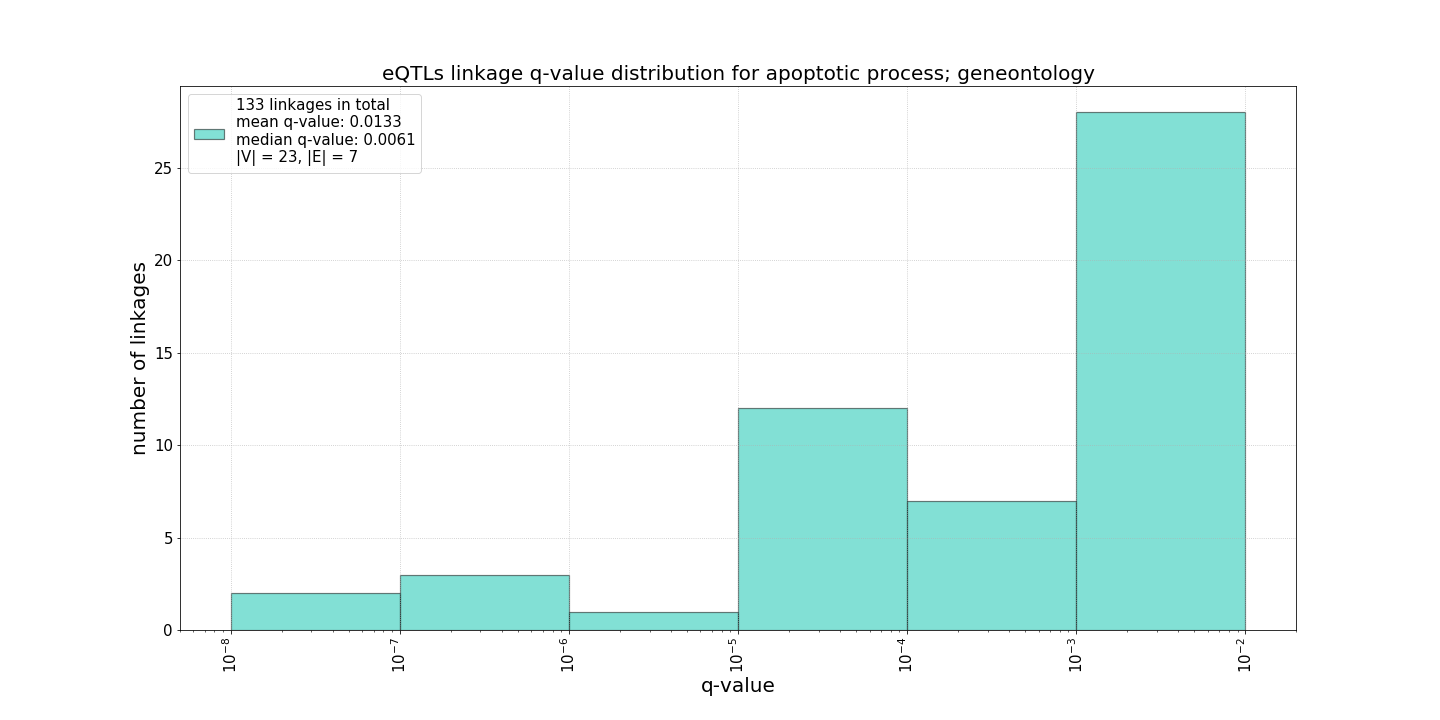 eQTLs linkage q-value distribution for apoptotic process; geneontology
133 linkages in total
mean q-value: 0.0133
median q-value: 0.0061
|V| = 23, |E| = 7
25
20
15
10
5
0
number of linkages
10⁻⁸
10⁻⁷
10⁻⁶
10⁻⁵
10⁻⁴
10⁻³
10⁻²
q-value